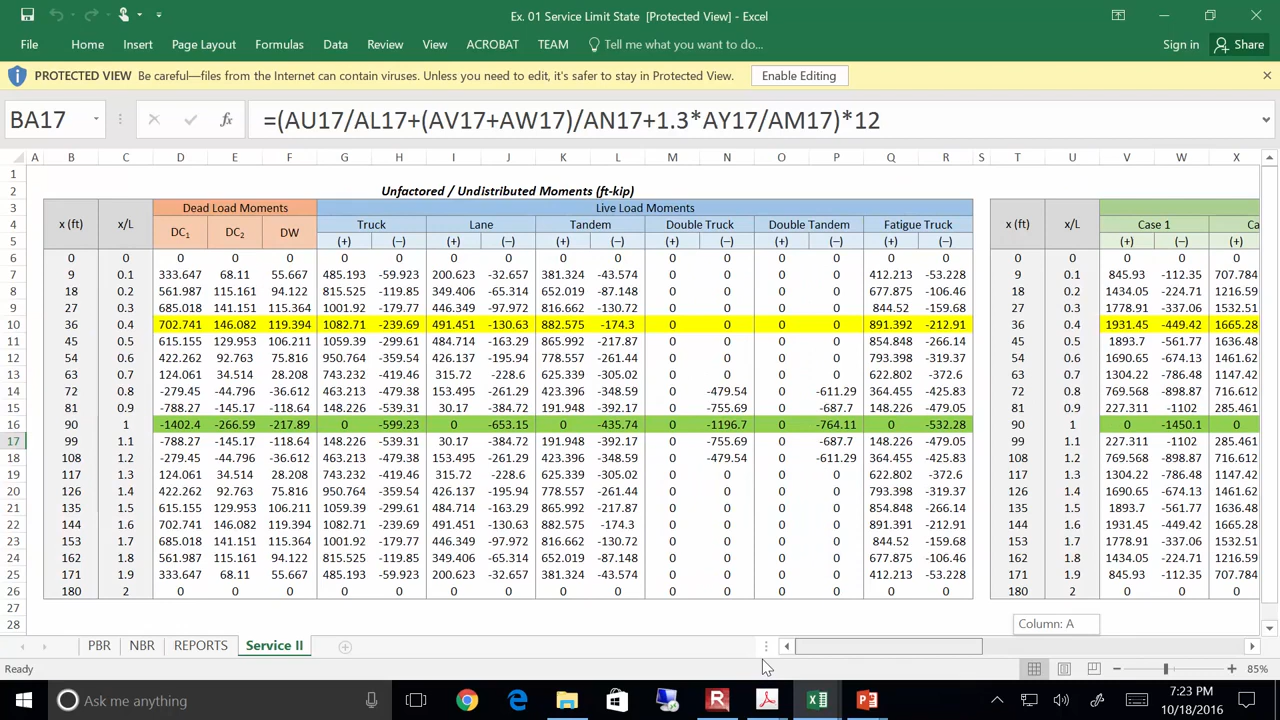 Ex. 01 Service Limit State [Protected View] - Excel
File Home Insert Page Layout Formulas Data Review View ACROBAT TEAM Tell me what you want to do... Sign in Share
PROTECTED VIEW Be careful—files from the Internet can contain viruses. Unless you need to edit, it's safer to stay in Protected View. Enable Editing
BA17 fx =(AU17/AL17+(AV17+AW17)/AN17+1.3*AY17/AM17)*12
A B C D E F G H I J K L M N O P Q R S T U V W X
1
2 Unfactored / Undistributed Moments (ft-kip)
3 Dead Load Moments Live Load Moments
4 x (ft) x/L DC1 DC2 DW Truck Lane Tandem Double Truck Double Tandem Fatigue Truck x (ft) x/L Case 1 Ca
5 (+) (–) (+) (–) (+) (–) (+) (–) (+) (–) (+) (–) (+) (–) (+)
6 0 0 0 0 0 0 0 0 0 0 0 0 0 0 0 0 0 0 0 0 0 0
7 9 0.1 333.647 68.11 55.667 485.193 -59.923 200.623 -32.657 381.324 -43.574 0 0 0 0 412.213 -53.228 9 0.1 845.93 -112.35 707.784
8 18 0.2 561.987 115.161 94.122 815.525 -119.85 349.406 -65.314 652.019 -87.148 0 0 0 0 677.875 -106.46 18 0.2 1434.05 -224.71 1216.59
9 27 0.3 685.018 141.151 115.364 1001.92 -179.77 446.349 -97.972 816.662 -130.72 0 0 0 0 844.52 -159.68 27 0.3 1778.91 -337.06 1532.51
10 36 0.4 702.741 146.082 119.394 1082.71 -239.69 491.451 -130.63 882.575 -174.3 0 0 0 0 891.392 -212.91 36 0.4 1931.45 -449.42 1665.28
11 45 0.5 615.155 129.953 106.211 1059.39 -299.61 484.714 -163.29 865.992 -217.87 0 0 0 0 854.848 -266.14 45 0.5 1893.7 -561.77 1636.48
12 54 0.6 422.262 92.763 75.816 950.764 -359.54 426.137 -195.94 778.557 -261.44 0 0 0 0 793.398 -319.37 54 0.6 1690.65 -674.13 1461.62
13 63 0.7 124.061 34.514 28.208 743.232 -419.46 315.72 -228.6 623.434 -305.02 0 0 0 0 622.802 -372.6 63 0.7 1304.22 -786.48 1147.42
14 72 0.8 -279.45 -44.796 -36.612 463.213 -479.38 153.495 -261.29 423.396 -348.59 0 -479.54 0 -611.29 364.455 -425.83 72 0.8 769.568 -898.87 716.612
15 81 0.9 -788.27 -145.17 -118.64 148.226 -539.31 30.17 -384.72 191.948 -392.17 0 -755.69 0 -687.7 148.226 -479.05 81 0.9 227.311 -1102 285.461
16 90 1 -1402.4 -266.59 -217.89 0 -599.23 0 -653.15 0 -435.74 0 -1196.7 0 -764.11 0 -532.28 90 1 0 -1450.1 0
17 99 1.1 -788.27 -145.17 -118.64 148.226 -539.31 30.17 -384.72 191.948 -392.17 0 -755.69 0 -687.7 148.226 -479.05 99 1.1 227.311 -1102 285.461
18 108 1.2 -279.45 -44.796 -36.612 463.213 -479.38 153.495 -261.29 423.396 -348.59 0 -479.54 0 -611.29 364.455 -425.83 108 1.2 769.568 -898.87 716.612
19 117 1.3 124.061 34.514 28.208 743.232 -419.46 315.72 -228.6 623.434 -305.02 0 0 0 0 622.802 -372.6 117 1.3 1304.22 -786.48 1147.42
20 126 1.4 422.262 92.763 75.816 950.764 -359.54 426.137 -195.94 778.557 -261.44 0 0 0 0 793.398 -319.37 126 1.4 1690.65 -674.13 1461.62
21 135 1.5 615.155 129.953 106.211 1059.39 -299.61 484.714 -163.29 865.992 -217.87 0 0 0 0 854.848 -266.14 135 1.5 1893.7 -561.77 1636.48
22 144 1.6 702.741 146.082 119.394 1082.71 -239.69 491.451 -130.63 882.575 -174.3 0 0 0 0 891.392 -212.91 144 1.6 1931.45 -449.42 1665.28
23 153 1.7 685.018 141.151 115.364 1001.92 -179.77 446.349 -97.972 816.662 -130.72 0 0 0 0 844.52 -159.68 153 1.7 1778.91 -337.06 1532.51
24 162 1.8 561.987 115.161 94.122 815.525 -119.85 349.406 -65.314 652.019 -87.148 0 0 0 0 677.875 -106.46 162 1.8 1434.05 -224.71 1216.59
25 171 1.9 333.647 68.11 55.667 485.193 -59.923 200.623 -32.657 381.324 -43.574 0 0 0 0 412.213 -53.228 171 1.9 845.93 -112.35 707.784
26 180 2 0 0 0 0 0 0 0 0 0 0 0 0 0 0 0 180 2 0 0 0
27
28 Column: A
PBR NBR REPORTS Service II
Ready 85%
Ask me anything 7:23 PM
10/18/2016